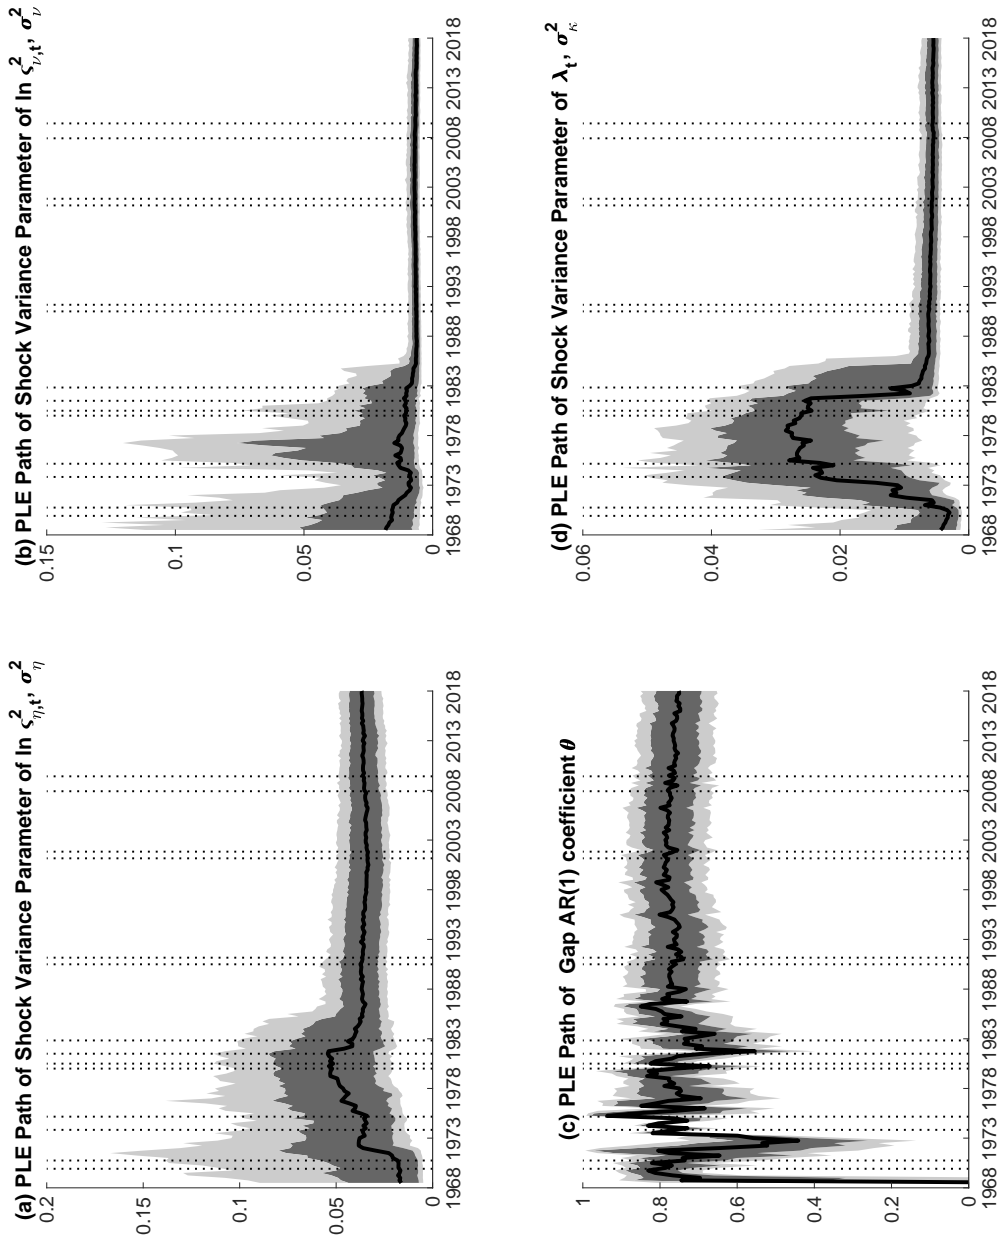 (a) PLE Path of Shock Variance Parameter of ln ς²η,t, σ²η
0.2
0.15
0.1
0.05
0
1968 1973 1978 1983 1988 1993 1998 2003 2008 2013 2018
(b) PLE Path of Shock Variance Parameter of ln ς²ν,t, σ²ν
0.15
0.1
0.05
0
1968 1973 1978 1983 1988 1993 1998 2003 2008 2013 2018
(c) PLE Path of Gap AR(1) coefficient θ
1
0.8
0.6
0.4
0.2
0
1968 1973 1978 1983 1988 1993 1998 2003 2008 2013 2018
(d) PLE Path of Shock Variance Parameter of λt, σ²κ
0.06
0.04
0.02
0
1968 1973 1978 1983 1988 1993 1998 2003 2008 2013 2018